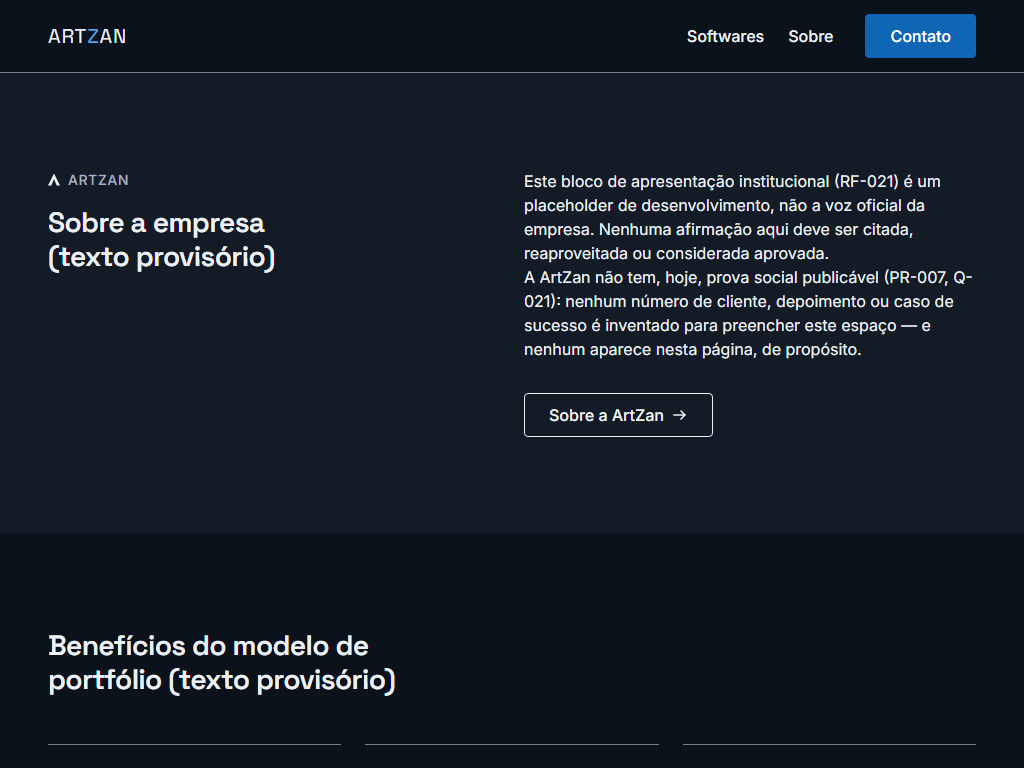 ARTZAN
Softwares
Sobre
Contato
ARTZAN
Sobre a empresa
(texto provisório)
Este bloco de apresentação institucional (RF-021) é um
placeholder de desenvolvimento, não a voz oficial da
empresa. Nenhuma afirmação aqui deve ser citada,
reaproveitada ou considerada aprovada.
A ArtZan não tem, hoje, prova social publicável (PR-007, Q-
021): nenhum número de cliente, depoimento ou caso de
sucesso é inventado para preencher este espaço — e
nenhum aparece nesta página, de propósito.
Sobre a ArtZan →
Benefícios do modelo de
portfólio (texto provisório)